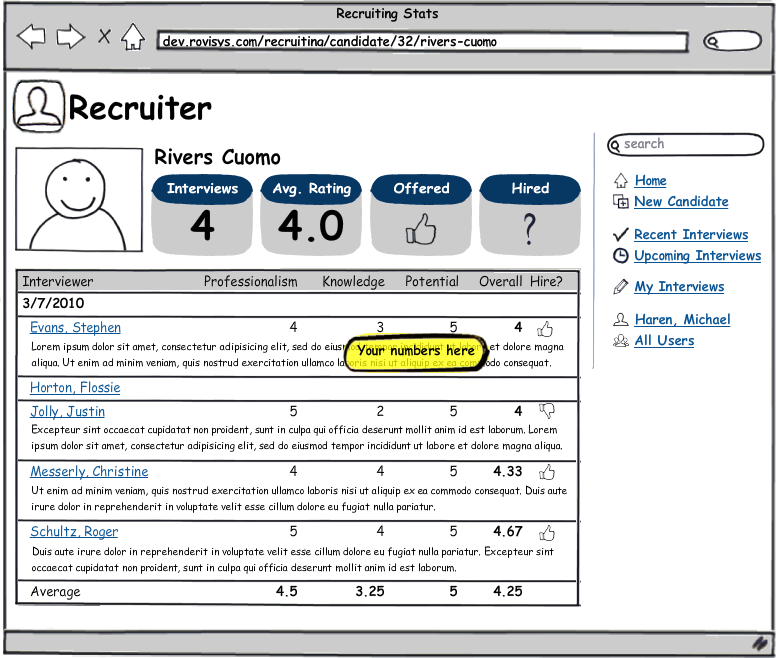 Recruiting Stats
dev.rovisys.com/recruiting/candidate/32/rivers-cuomo
Recruiter
Rivers Cuomo
Interviews
4
Avg. Rating
4.0
Offered
Hired
?
search
Home
New Candidate
Recent Interviews
Upcoming Interviews
My Interviews
Haren, Michael
All Users
Interviewer Professionalism Knowledge Potential Overall Hire?
3/7/2010
Evans, Stephen 4 3 5 4
Lorem ipsum dolor sit amet, consectetur adipisicing elit, sed do eiusmod tempor incididunt ut labore et dolore magna
aliqua. Ut enim ad minim veniam, quis nostrud exercitation ullamco laboris nisi ut aliquip ex ea commodo consequat.
Your numbers here
Horton, Flossie
Jolly, Justin 5 2 5 4
Excepteur sint occaecat cupidatat non proident, sunt in culpa qui officia deserunt mollit anim id est laborum. Lorem
ipsum dolor sit amet, consectetur adipisicing elit, sed do eiusmod tempor incididunt ut labore et dolore magna aliqua.
Messerly, Christine 4 4 5 4.33
Ut enim ad minim veniam, quis nostrud exercitation ullamco laboris nisi ut aliquip ex ea commodo consequat. Duis aute
irure dolor in reprehenderit in voluptate velit esse cillum dolore eu fugiat nulla pariatur.
Schultz, Roger 5 4 5 4.67
Duis aute irure dolor in reprehenderit in voluptate velit esse cillum dolore eu fugiat nulla pariatur. Excepteur sint
occaecat cupidatat non proident, sunt in culpa qui officia deserunt mollit anim id est laborum.
Average 4.5 3.25 5 4.25